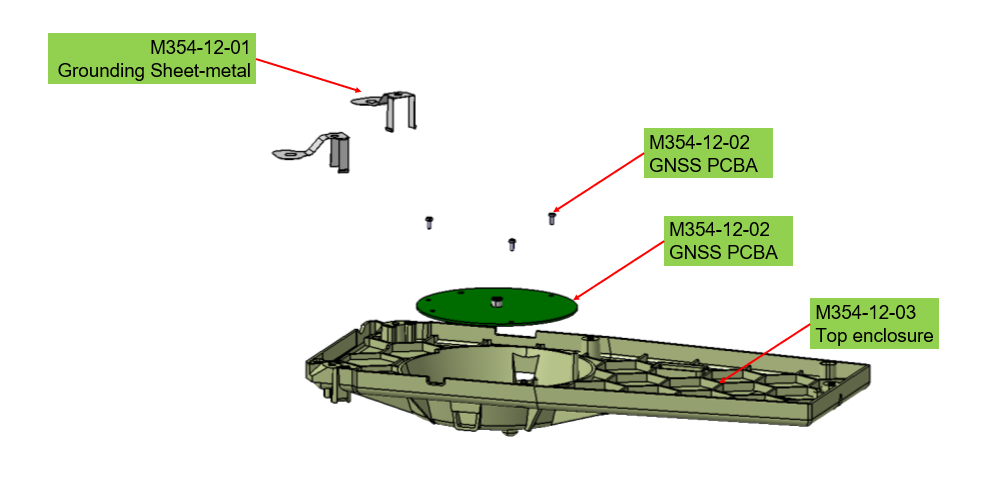 M354-12-01
Grounding Sheet-metal
M354-12-02
GNSS PCBA
M354-12-02
GNSS PCBA
M354-12-03
Top enclosure